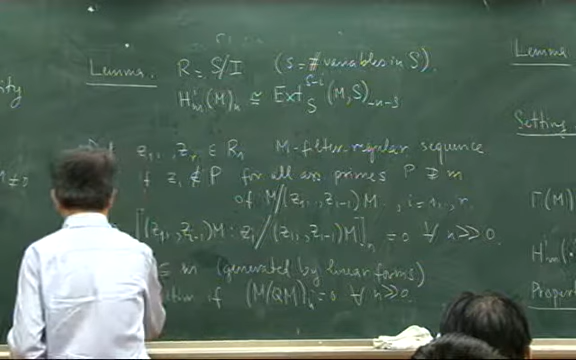 Lemma. R = S/I (s = # variables in S).
H^i_m(M)_n ≅ Ext_S^{s-i}(M,S)_{-n-s}
z_1, , z_r ∈ R_1 M-filter-regular sequence
if z_i ∉ P for all ass primes P ⊉ m
of M/(z_1, , z_{i-1})M , i = 1, , r.
[(z_1, , z_{i-1})M : z_i / (z_1, , z_{i-1})M]_n = 0 ∀ n >> 0.
⊆ m (generated by linear forms)
of (M/QM)_n = 0 ∀ n >> 0.
ity
M ≠ 0
Lemma
Setting
Γ(M)
H^i_m(
Proper